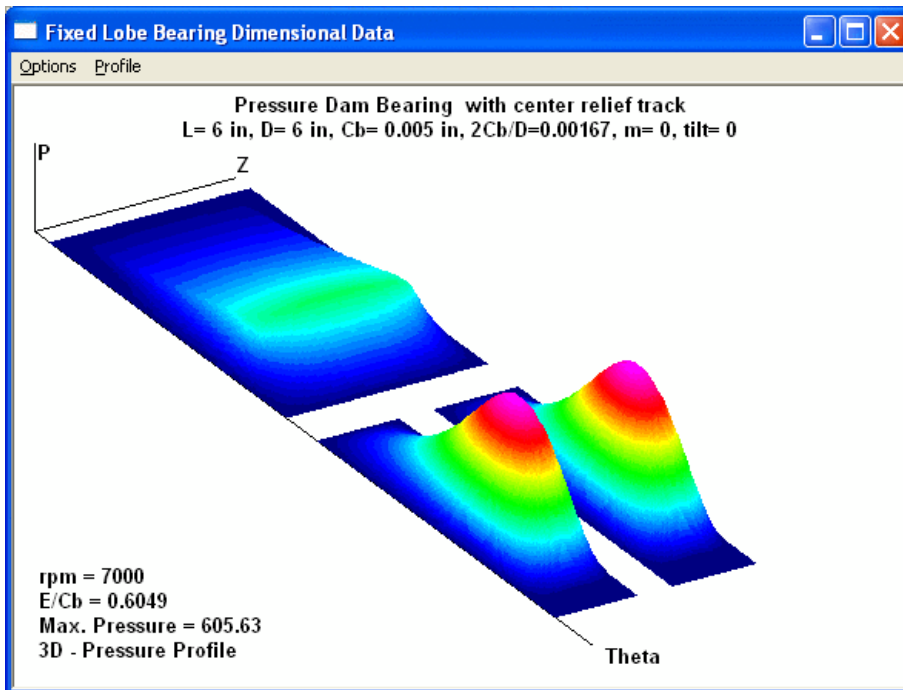 Fixed Lobe Bearing Dimensional Data
Options Profile
Pressure Dam Bearing with center relief track
L= 6 in, D= 6 in, Cb= 0.005 in, 2Cb/D=0.00167, m= 0, tilt= 0
P
Z
rpm = 7000
E/Cb = 0.6049
Max. Pressure = 605.63
3D - Pressure Profile
Theta